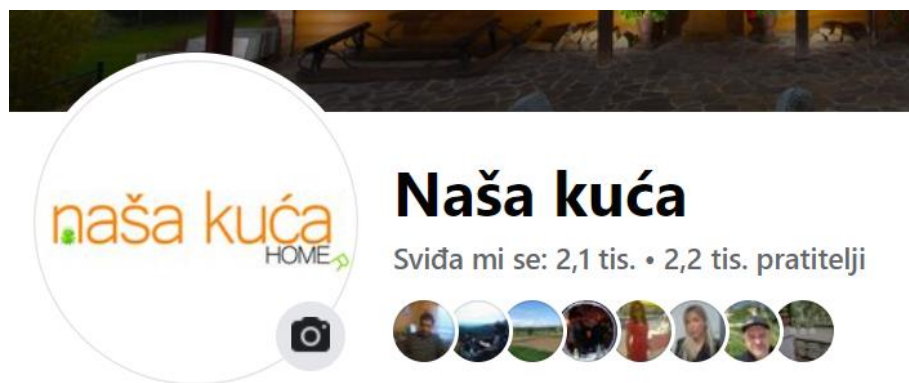 naša kuća
HOME
R
Naša kuća
Sviđa mi se: 2,1 tis. • 2,2 tis. pratitelji